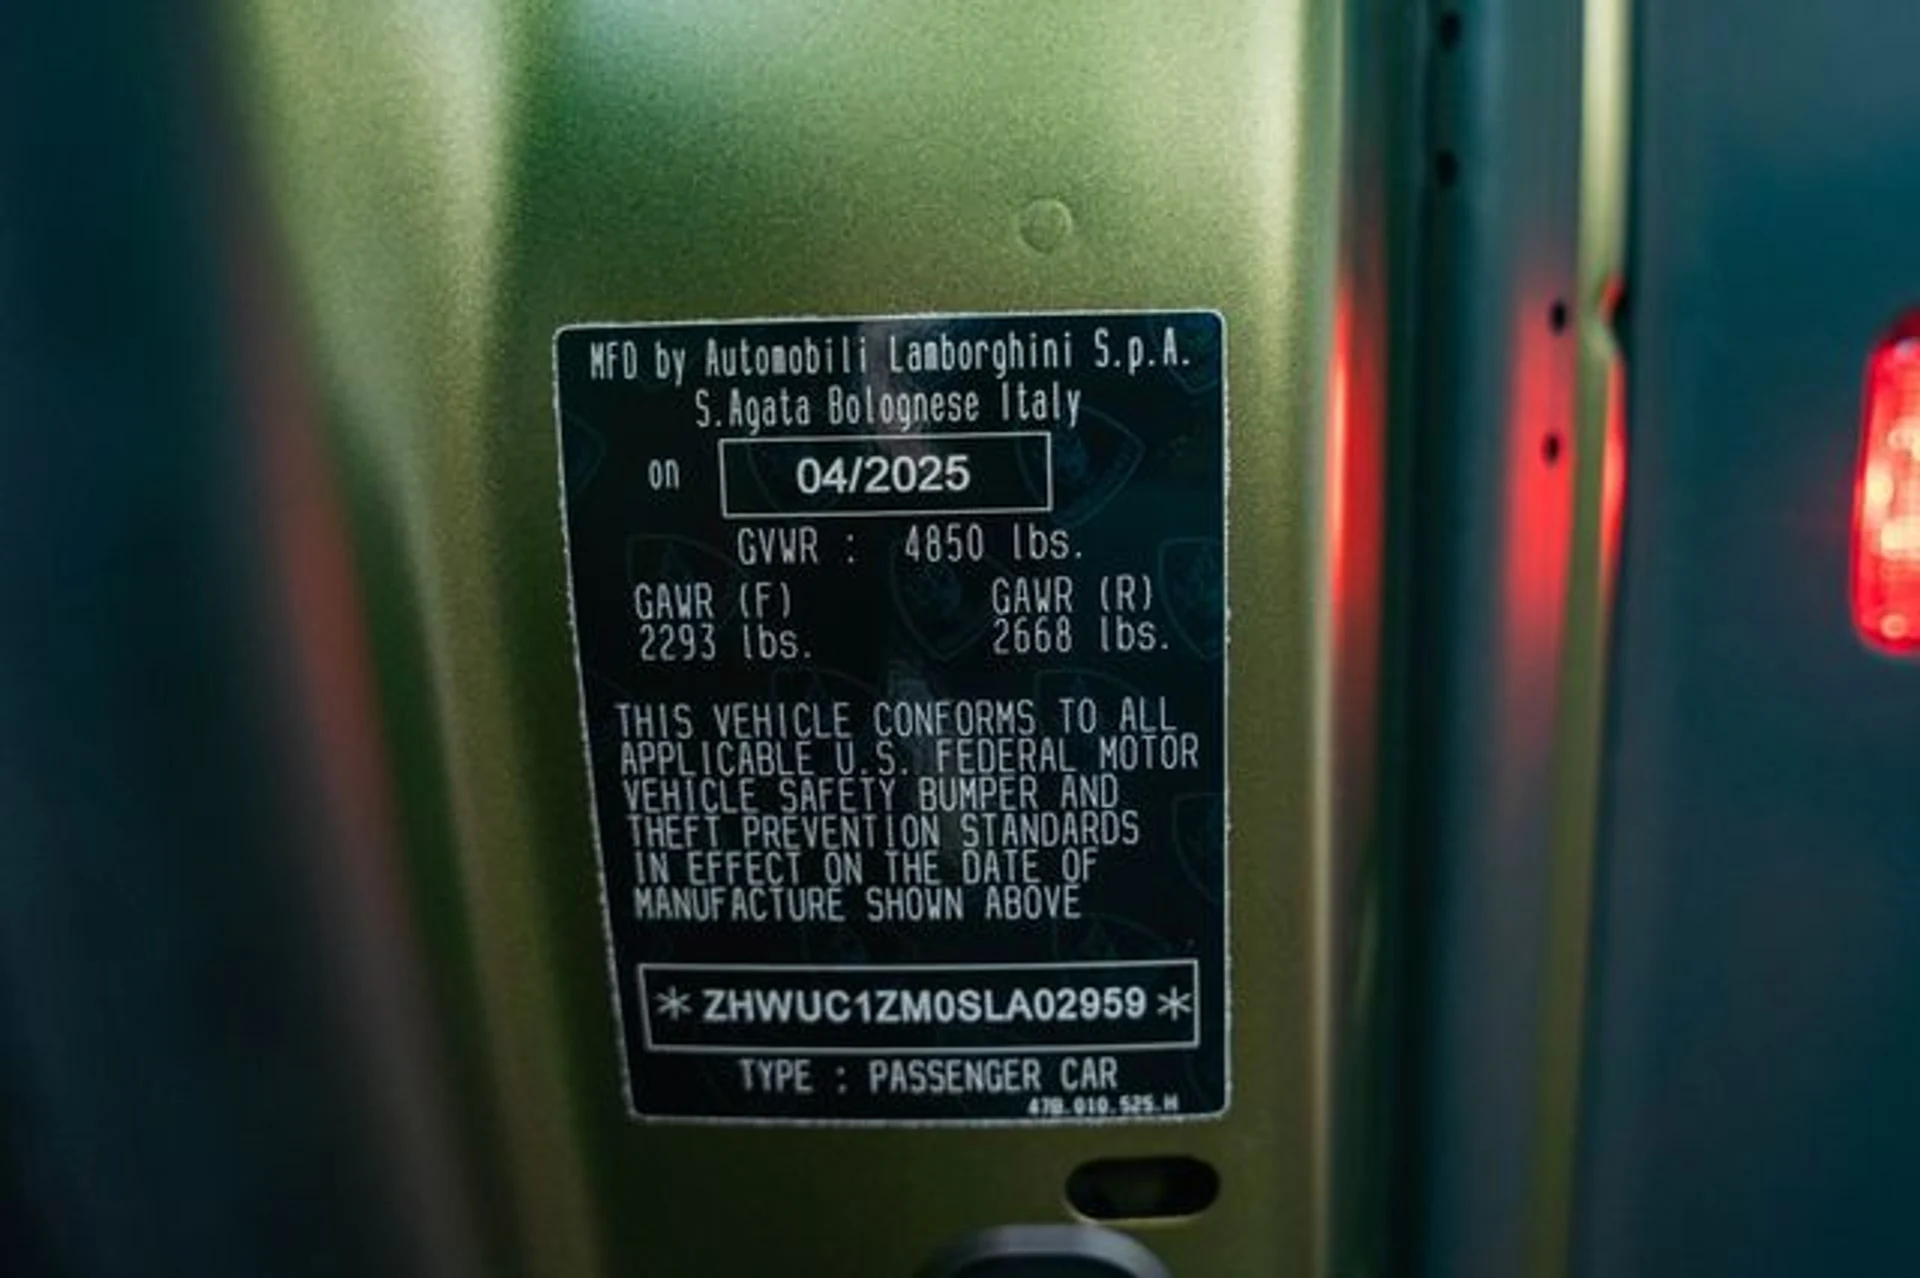 MFD by Automobili Lamborghini S.p.A.
S.Agata Bolognese Italy
on 04/2025
GVWR : 4850 lbs.
GAWR (F) GAWR (R)
2293 lbs. 2668 lbs.
THIS VEHICLE CONFORMS TO ALL
APPLICABLE U.S. FEDERAL MOTOR
VEHICLE SAFETY BUMPER AND
THEFT PREVENTION STANDARDS
IN EFFECT ON THE DATE OF
MANUFACTURE SHOWN ABOVE
* ZHWUC1ZM0SLA02959 *
TYPE : PASSENGER CAR
47B.010.525.H